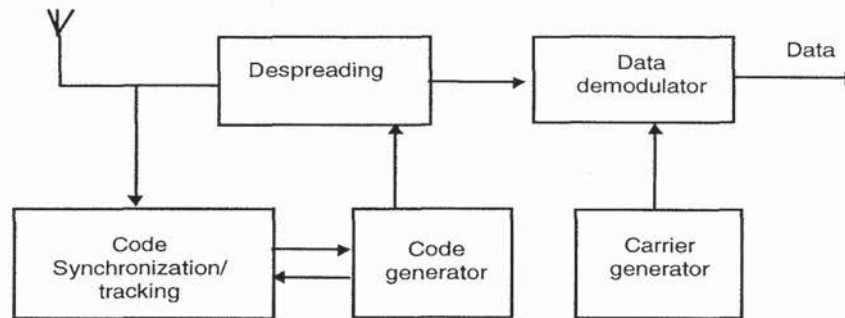 Despreading
Data
demodulator
Data
Code
Synchronization/
tracking
Code
generator
Carrier
generator